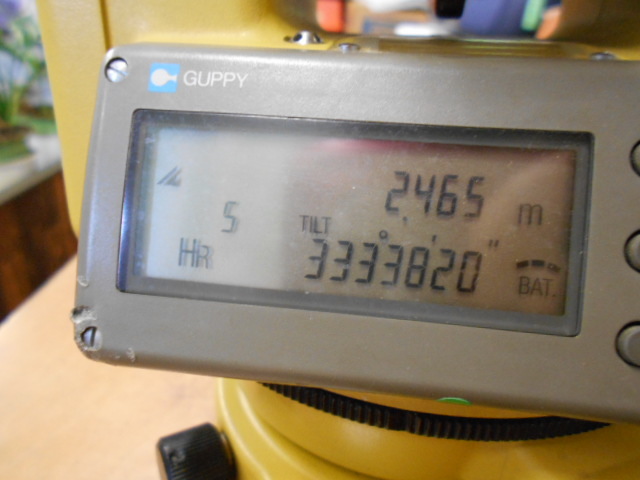 GUPPY
2.465 m
S TILT
HR 333°38'20"
BAT.